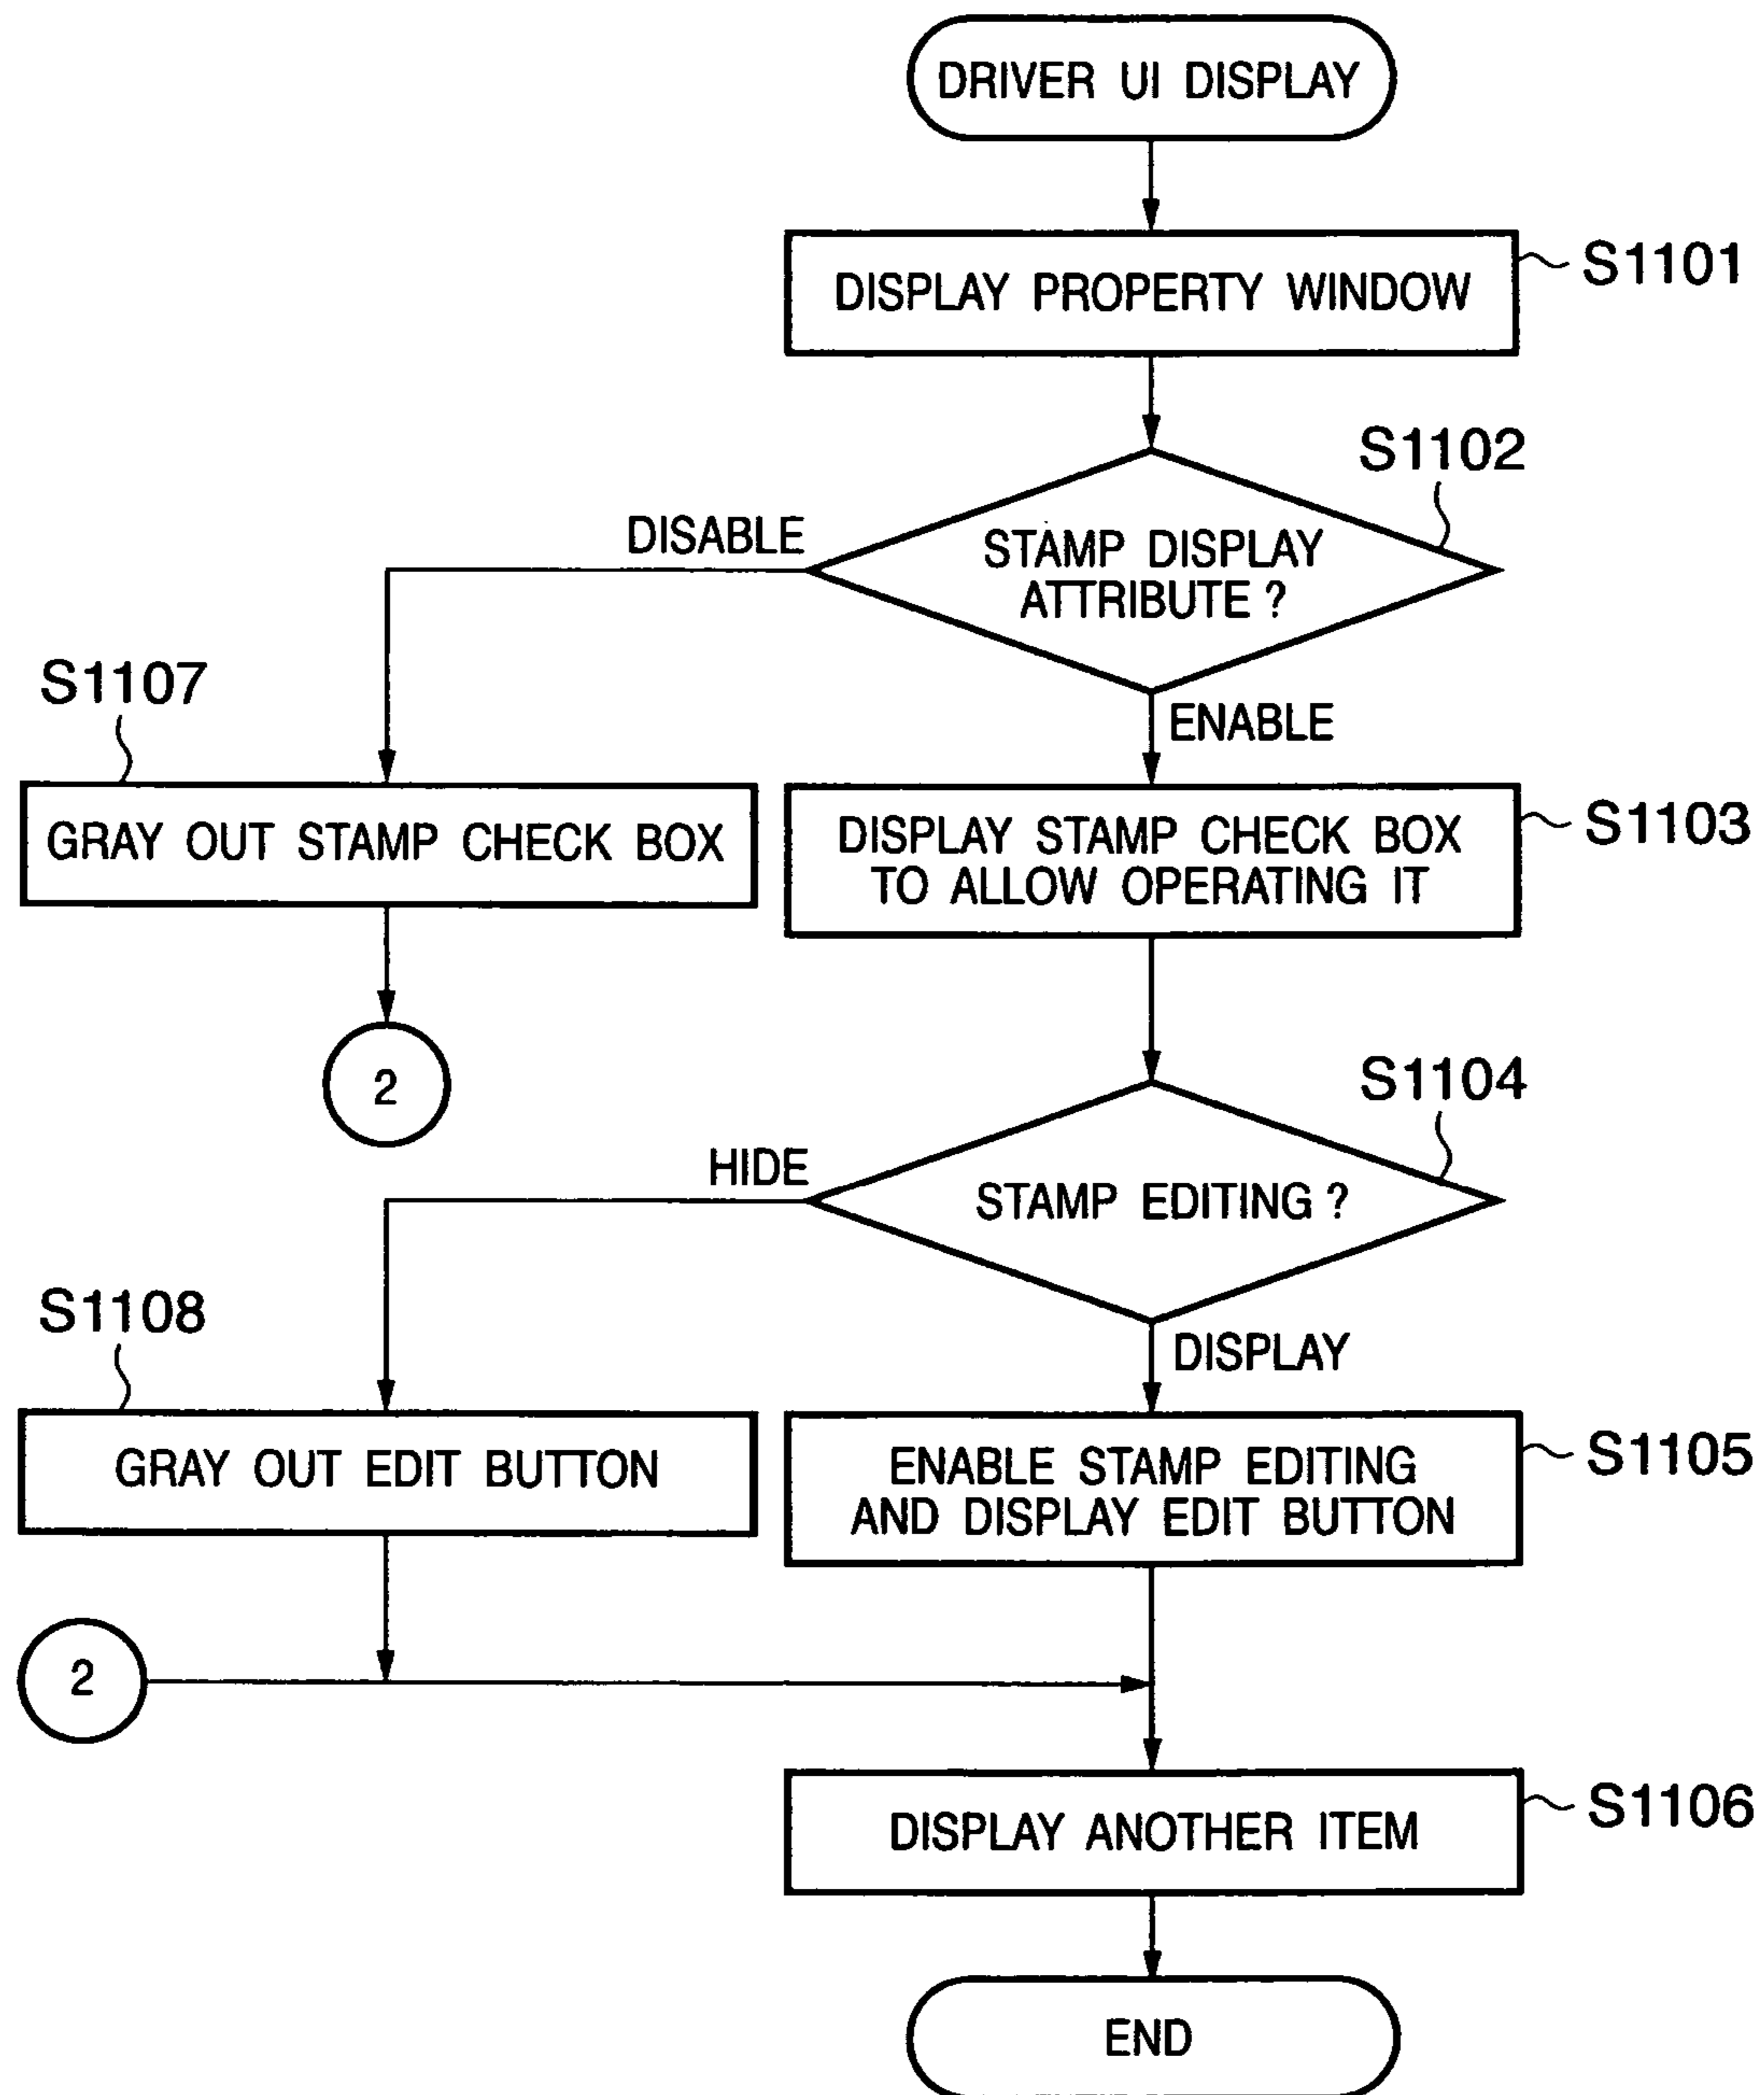 DRIVER UI DISPLAY
DISPLAY PROPERTY WINDOW
S1101
S1102
STAMP DISPLAY
ATTRIBUTE ?
DISABLE
ENABLE
S1107
GRAY OUT STAMP CHECK BOX
DISPLAY STAMP CHECK BOX
TO ALLOW OPERATING IT
S1103
2
S1104
STAMP EDITING ?
HIDE
DISPLAY
S1108
GRAY OUT EDIT BUTTON
ENABLE STAMP EDITING
AND DISPLAY EDIT BUTTON
S1105
2
DISPLAY ANOTHER ITEM
S1106
END